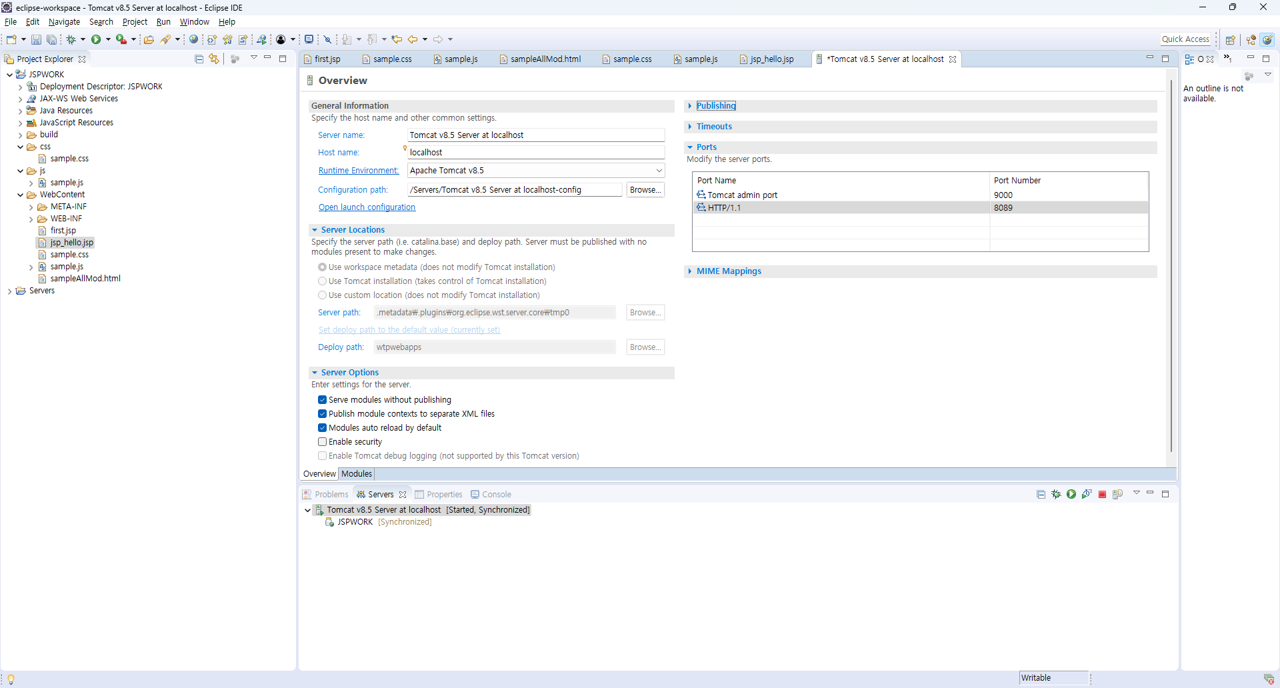 eclipse-workspace - Tomcat v8.5 Server at localhost - Eclipse IDE
File Edit Navigate Search Project Run Window Help
Quick Access
Project Explorer
JSPWORK
Deployment Descriptor: JSPWORK
JAX-WS Web Services
Java Resources
JavaScript Resources
build
css
sample.css
js
sample.js
WebContent
META-INF
WEB-INF
first.jsp
jsp_hello.jsp
sample.css
sample.js
sampleAllMod.html
Servers
first.jsp sample.css sample.js sampleAllMod.html sample.css sample.js jsp_hello.jsp *Tomcat v8.5 Server at localhost
Overview
General Information
Specify the host name and other common settings.
Server name: Tomcat v8.5 Server at localhost
Host name: localhost
Runtime Environment: Apache Tomcat v8.5
Configuration path: /Servers/Tomcat v8.5 Server at localhost-config Browse...
Open launch configuration
Server Locations
Specify the server path (i.e. catalina.base) and deploy path. Server must be published with no
modules present to make changes.
Use workspace metadata (does not modify Tomcat installation)
Use Tomcat installation (takes control of Tomcat installation)
Use custom location (does not modify Tomcat installation)
Server path: .metadata₩.plugins₩org.eclipse.wst.server.core₩tmp0 Browse...
Set deploy path to the default value (currently set)
Deploy path: wtpwebapps Browse...
Server Options
Enter settings for the server.
Serve modules without publishing
Publish module contexts to separate XML files
Modules auto reload by default
Enable security
Enable Tomcat debug logging (not supported by this Tomcat version)
Overview Modules
Publishing
Timeouts
Ports
Modify the server ports.
Port Name Port Number
Tomcat admin port 9000
HTTP/1.1 8089
MIME Mappings
O
An outline is not
available.
Problems Servers Properties Console
Tomcat v8.5 Server at localhost [Started, Synchronized]
JSPWORK [Synchronized]
Writable